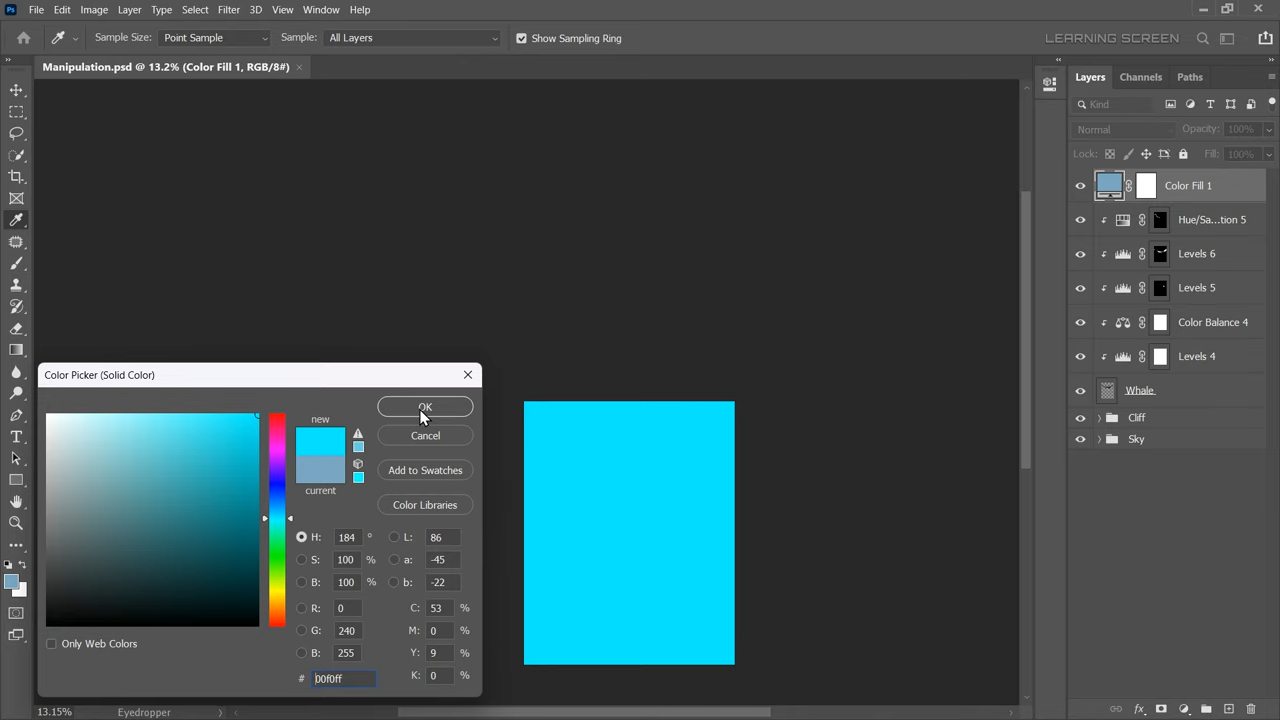 Ps File Edit Image Layer Type Select Filter 3D View Window Help
Sample Size: Point Sample Sample: All Layers Show Sampling Ring LEARNING SCREEN
Manipulation.psd @ 13.2% (Color Fill 1, RGB/8#) ×
Layers Channels Paths
Kind
Normal Opacity: 100%
Lock: Fill: 100%
Color Fill 1
Hue/Sa...tion 5
Levels 6
Levels 5
Color Balance 4
Levels 4
Whale
Cliff
Sky
Color Picker (Solid Color)
new
current
OK
Cancel
Add to Swatches
Color Libraries
H: 184 ° L: 86
S: 100 % a: -45
B: 100 % b: -22
R: 0 C: 53 %
G: 240 M: 0 %
B: 255 Y: 9 %
# 00f0ff K: 0 %
Only Web Colors
13.15% Eyedropper